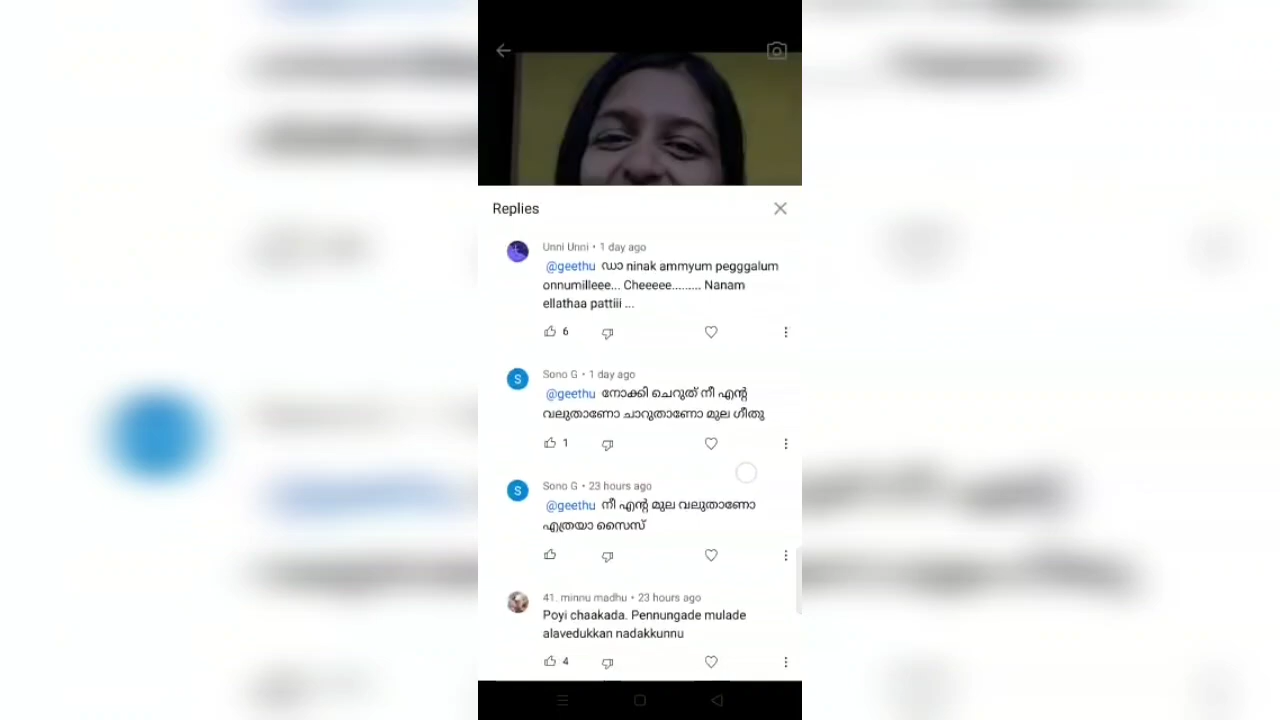 Replies
Unni Unni • 1 day ago
@geethu ഡാ ninak ammyum pegggalum
onnumilleee... Cheeeee......... Nanam
ellathaa pattiii ...
6
Sono G • 1 day ago
@geethu നോക്കി ചെറുത് നീ എന്റ
വലുതാണോ ചാറുതാണോ മുല ഗീതു
1
S
Sono G • 23 hours ago
@geethu നീ എന്റ മുല വലുതാണോ
എത്രയാ സൈസ്
S
41. minnu madhu • 23 hours ago
Poyi chaakada. Pennungade mulade
alavedukkan nadakkunnu
4